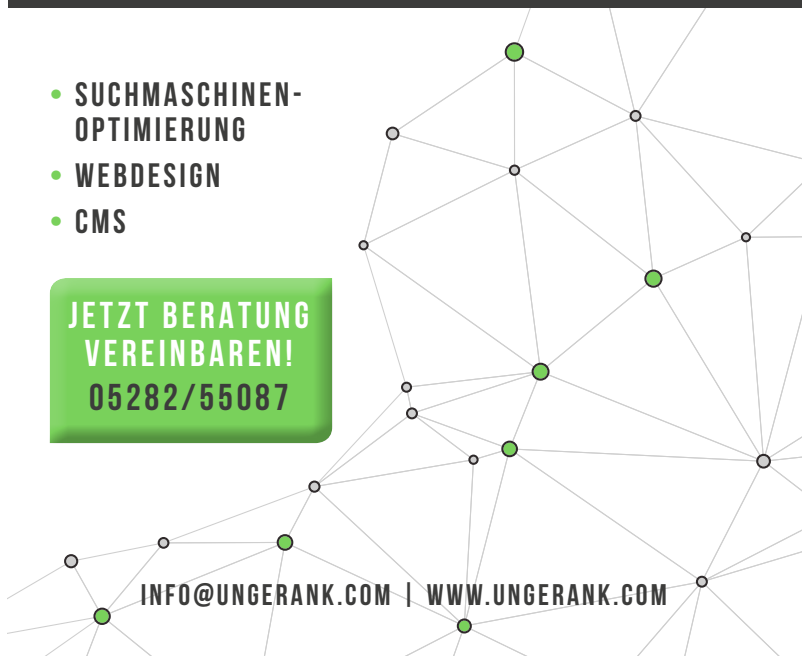 SUCHMASCHINEN-
OPTIMIERUNG
WEBDESIGN
CMS
JETZT BERATUNG
VEREINBAREN!
05282/55087
INFO@UNGERANK.COM | WWW.UNGERANK.COM